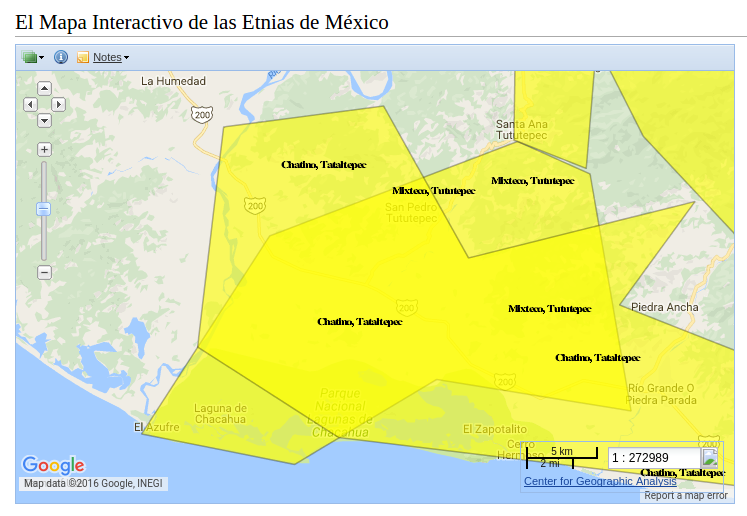 El Mapa Interactivo de las Etnias de México
Notes
La Humedad
200
Santa Ana
Tututepec
Chatino, Tataltepec
Mixteco, Tututepec
Mixteco, Tututepec
200
San Pedro
Tututepec
Piedra Ancha
200
Mixteco, Tututepec
Chatino, Tataltepec
Chatino, Tataltepec
200
Río Grande O
Piedra Parada
Parque
Nacional
Lagunas de
Chacahua
Laguna de
Chacahua
El Azufre
El Zapotalito
Cerro
Hermoso
200
5 km
2 mi
1 : 272989
Chatino, Tataltepec
Google
Center for Geographic Analysis
Map data ©2016 Google, INEGI
Report a map error